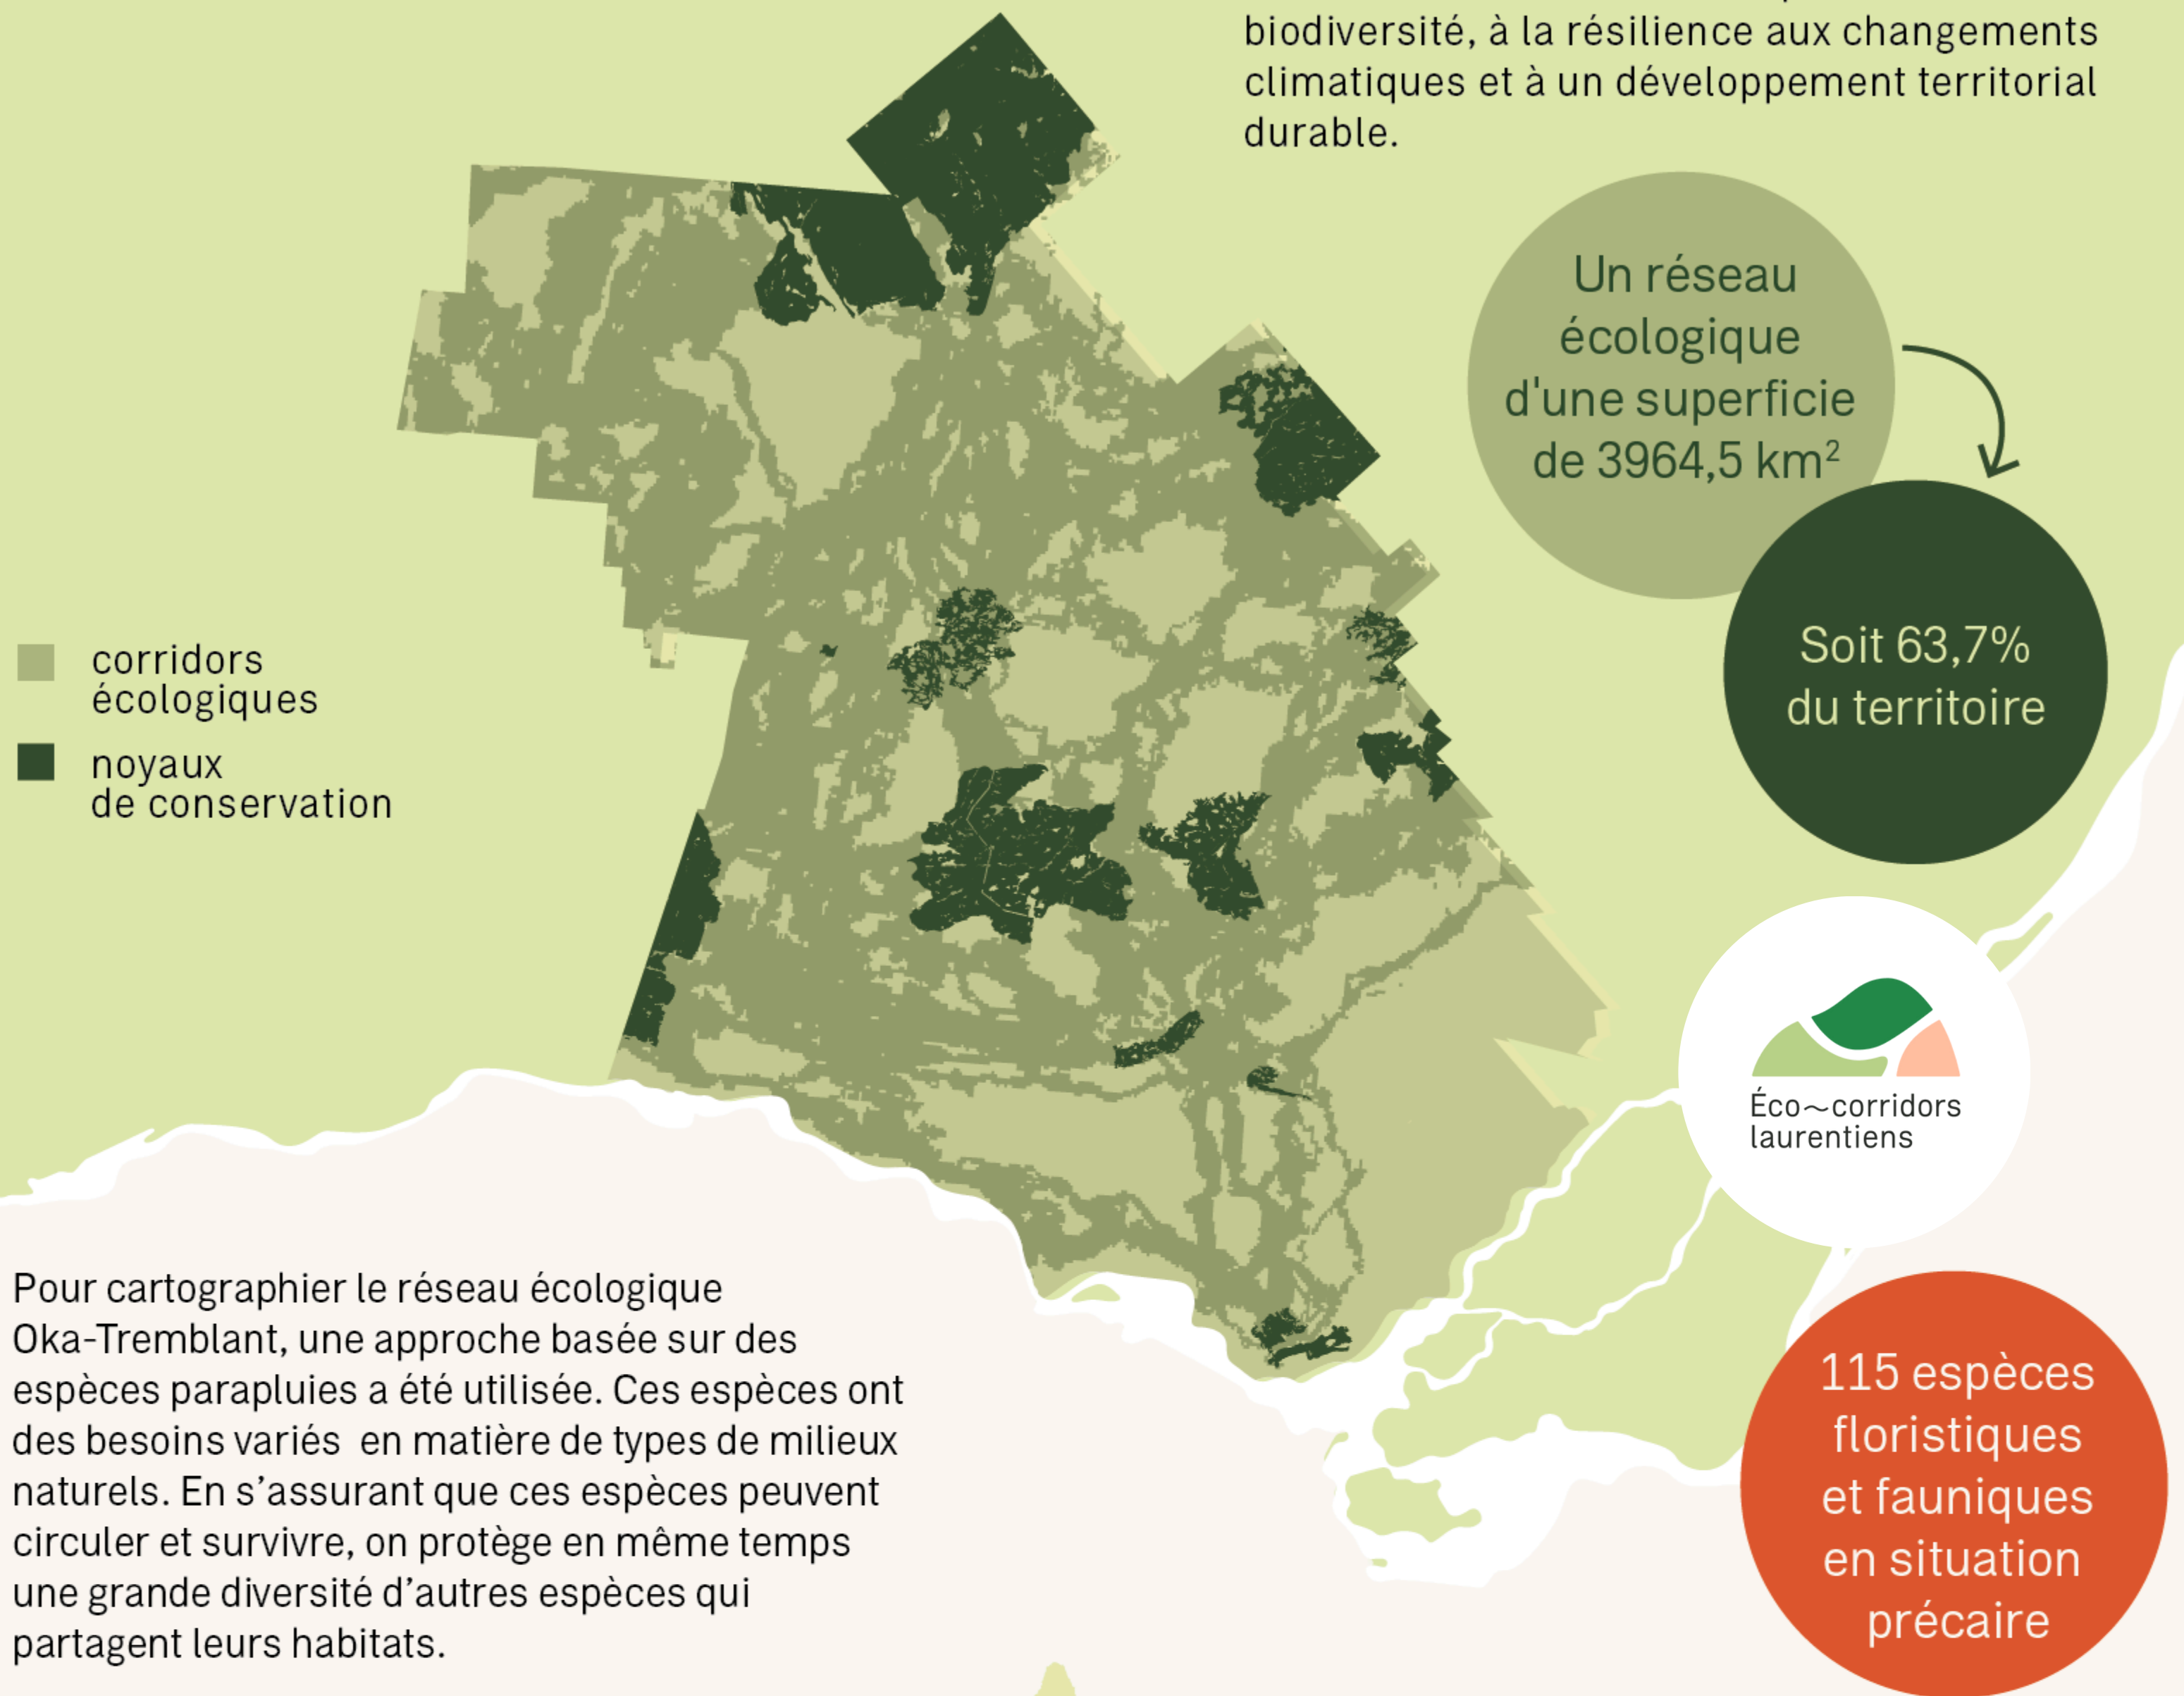 biodiversité, à la résilience aux changements
climatiques et à un développement territorial
durable.
Un réseau
écologique
d'une superficie
de 3964,5 km²
Soit 63,7%
du territoire
corridors
écologiques
noyaux
de conservation
Éco~corridors
laurentiens
Pour cartographier le réseau écologique
Oka-Tremblant, une approche basée sur des
espèces parapluies a été utilisée. Ces espèces ont
des besoins variés  en matière de types de milieux
naturels. En s’assurant que ces espèces peuvent
circuler et survivre, on protège en même temps
une grande diversité d’autres espèces qui
partagent leurs habitats.
115 espèces
floristiques
et fauniques
en situation
précaire